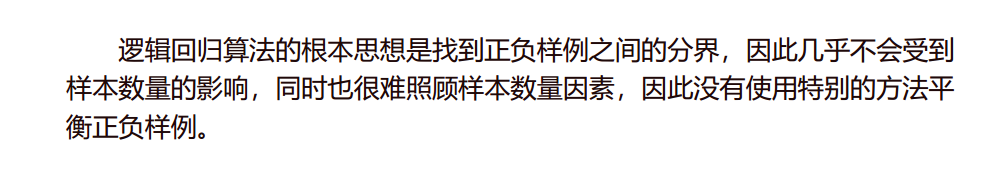 逻辑回归算法的根本思想是找到正负样例之间的分界，因此几乎不会受到
样本数量的影响，同时也很难照顾样本数量因素，因此没有使用特别的方法平
衡正负样例。